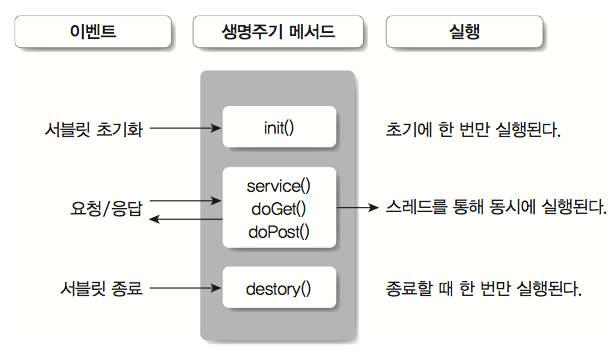 이벤트
생명주기 메서드
실행
서블릿 초기화
init()
초기에 한 번만 실행된다.
요청/응답
service()
doGet()
doPost()
스레드를 통해 동시에 실행된다.
서블릿 종료
destory()
종료할 때 한 번만 실행된다.